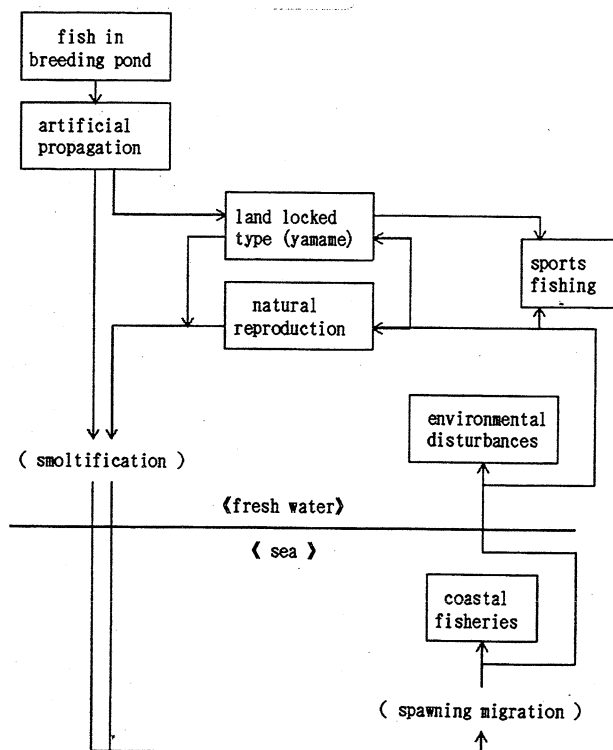 fish in
breeding pond
artificial
propagation
land locked
type (yamame)
sports
fishing
natural
reproduction
environmental
disturbances
( smoltification )
《fresh water》
《 sea 》
coastal
fisheries
( spawning migration )